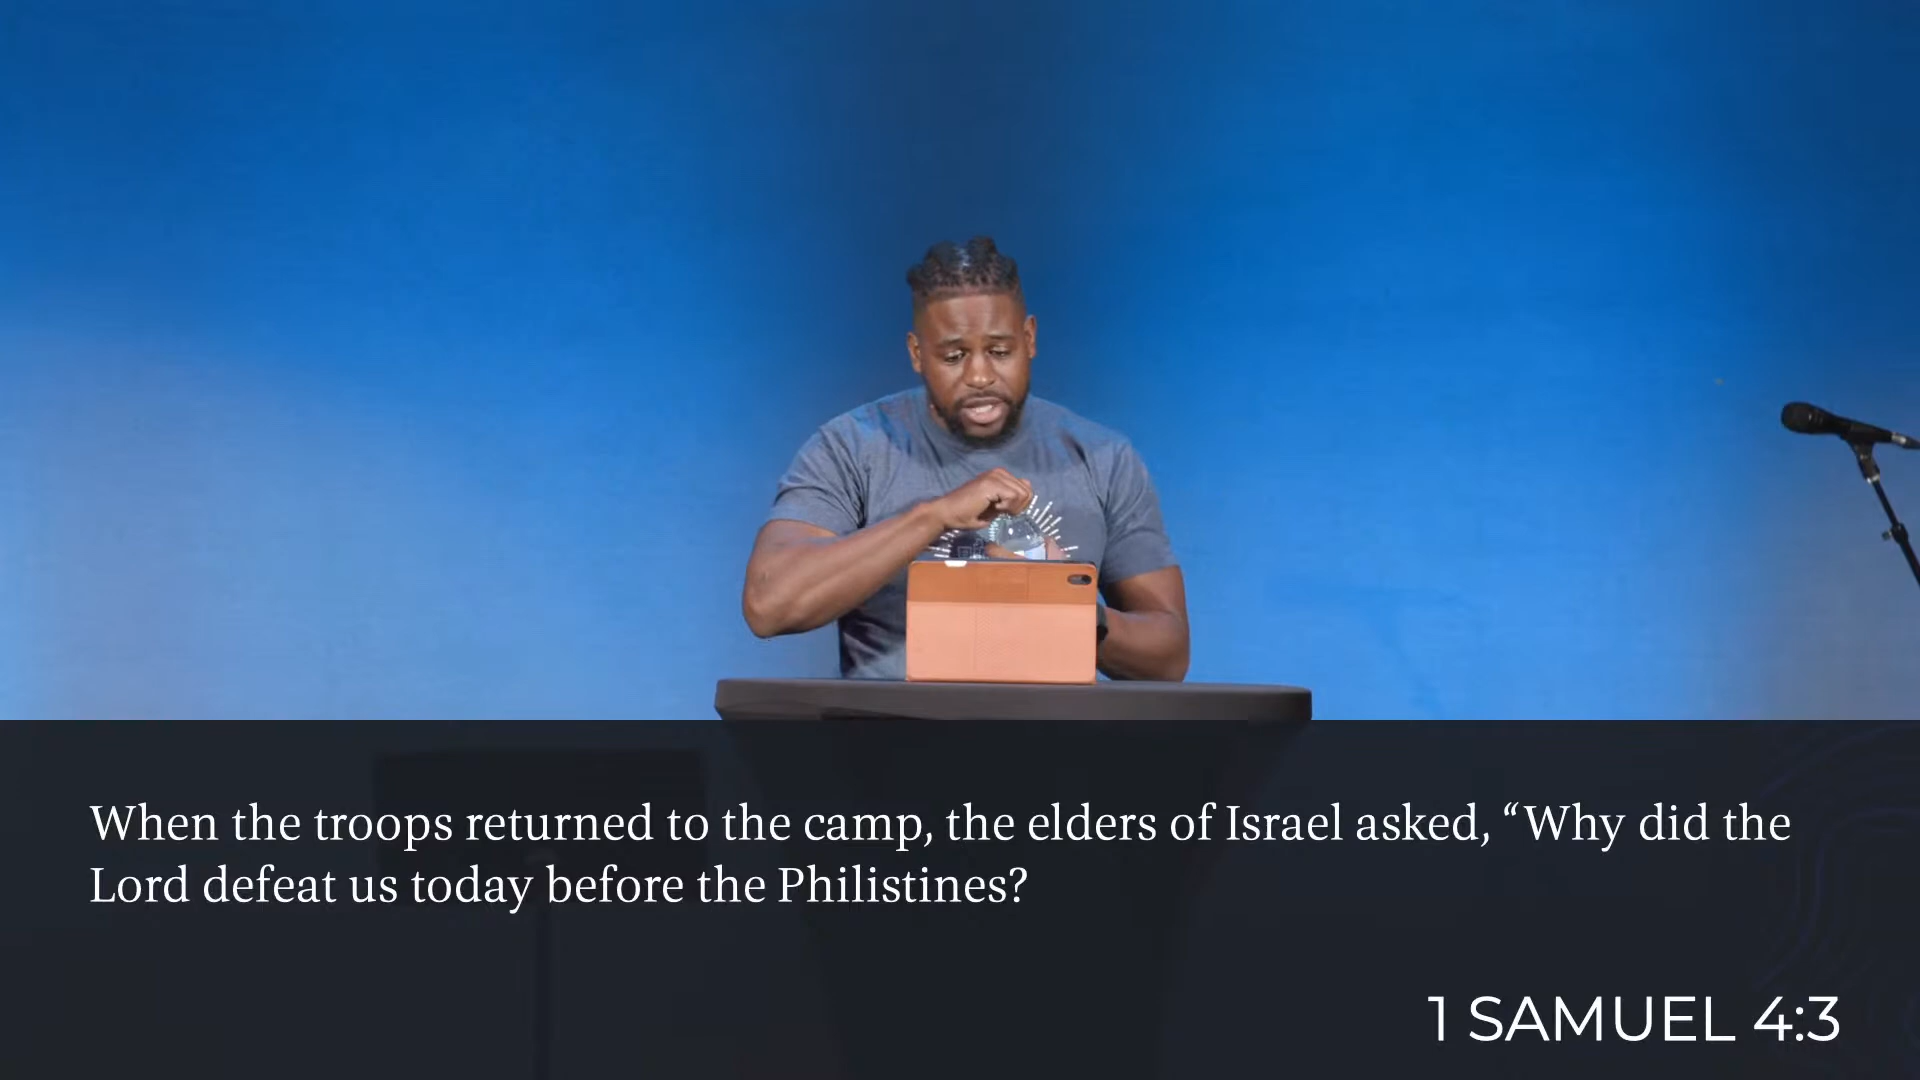 When the troops returned to the camp, the elders of Israel asked, “Why did the
Lord defeat us today before the Philistines?
1 SAMUEL 4:3